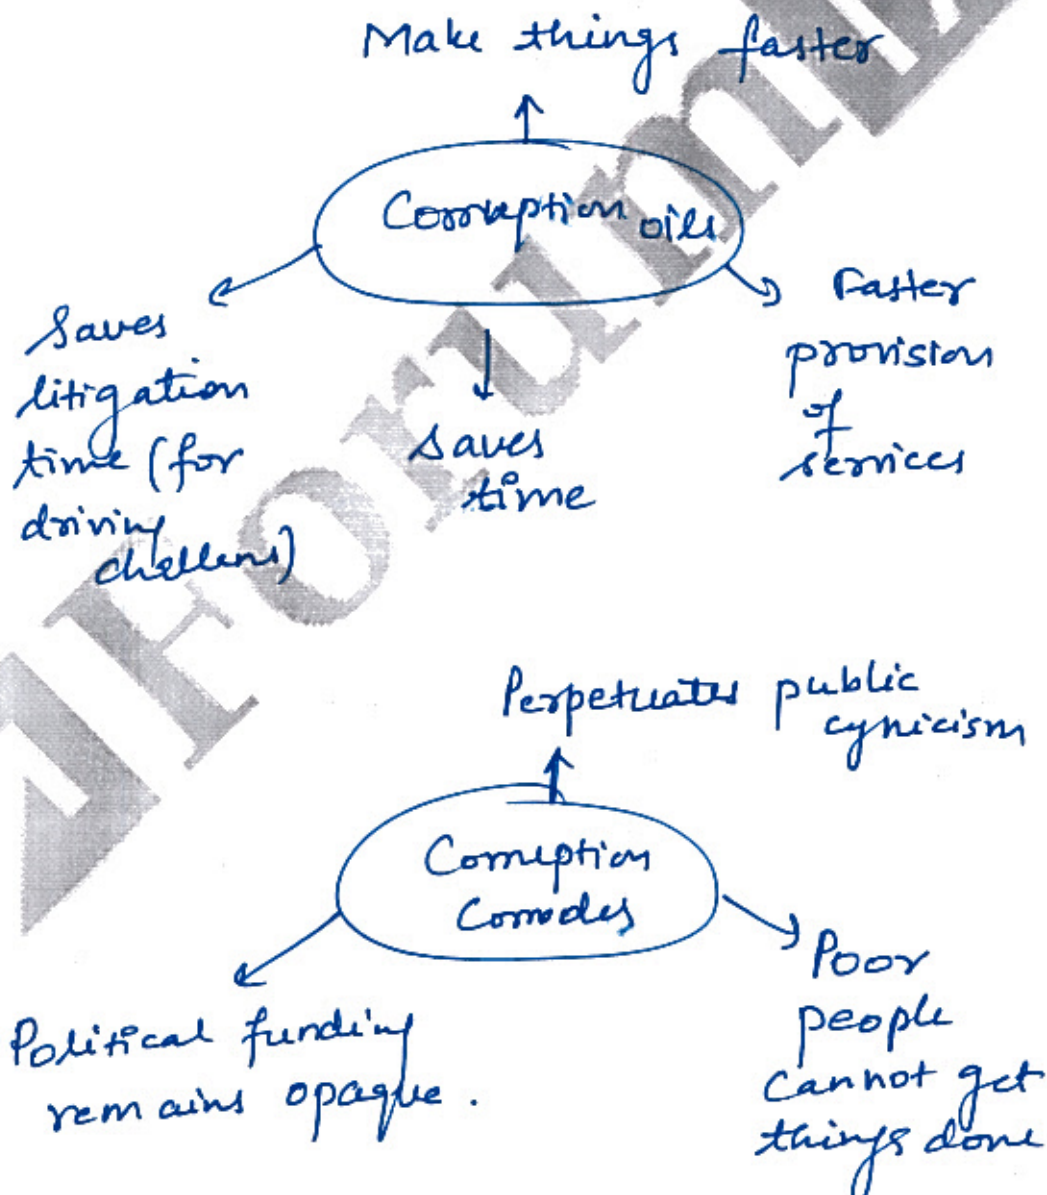 Make things faster
Corruption oils
Saves
litigation
time (for
driving
challans)
saves
time
Faster
provision
of
services
Perpetuates public
cynicism
Corruption
Corrodes
Political funding
remains opaque.
Poor
people
cannot get
things done
Forum